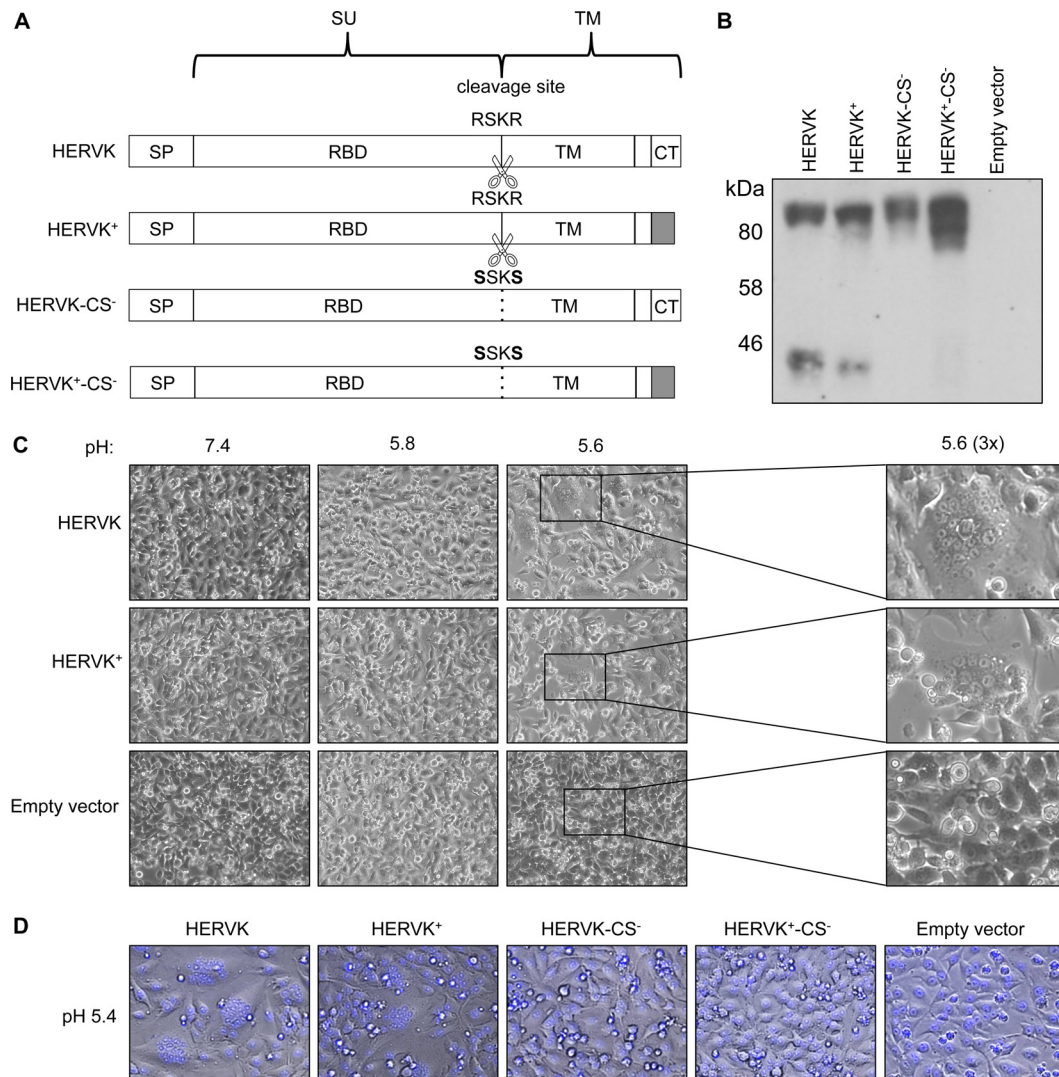 A
SU TM
cleavage site
RSKR
HERVK SP RBD TM CT
RSKR
HERVK⁺ SP RBD TM
SSKS
HERVK-CS⁻ SP RBD TM CT
SSKS
HERVK⁺-CS⁻ SP RBD TM
B
HERVK
HERVK⁺
HERVK-CS⁻
HERVK⁺-CS⁻
Empty vector
kDa
80
58
46
C
pH: 7.4 5.8 5.6 5.6 (3x)
HERVK
HERVK⁺
Empty vector
D
HERVK HERVK⁺ HERVK-CS⁻ HERVK⁺-CS⁻ Empty vector
pH 5.4